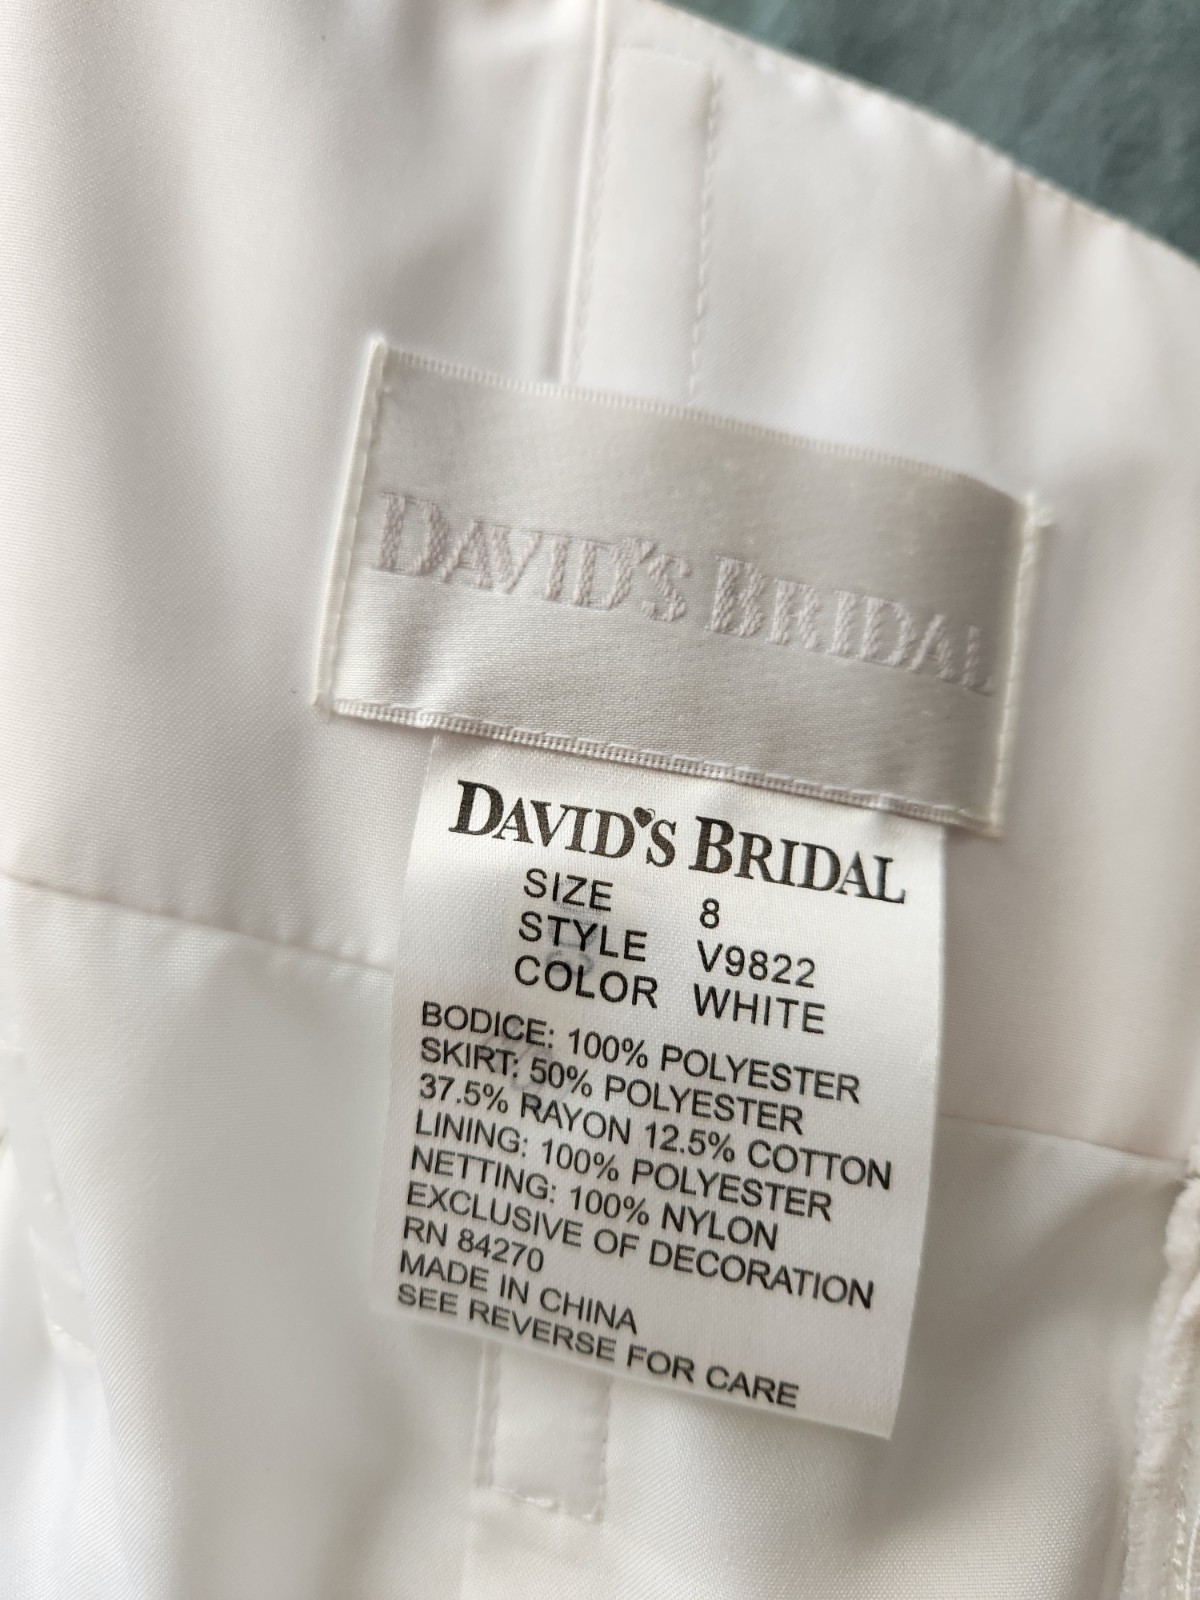 DAVID'S BRIDAL
DAVID'S BRIDAL
SIZE 8
STYLE V9822
COLOR WHITE
BODICE: 100% POLYESTER
SKIRT: 50% POLYESTER
37.5% RAYON 12.5% COTTON
LINING: 100% POLYESTER
NETTING: 100% NYLON
EXCLUSIVE OF DECORATION
RN 84270
MADE IN CHINA
SEE REVERSE FOR CARE